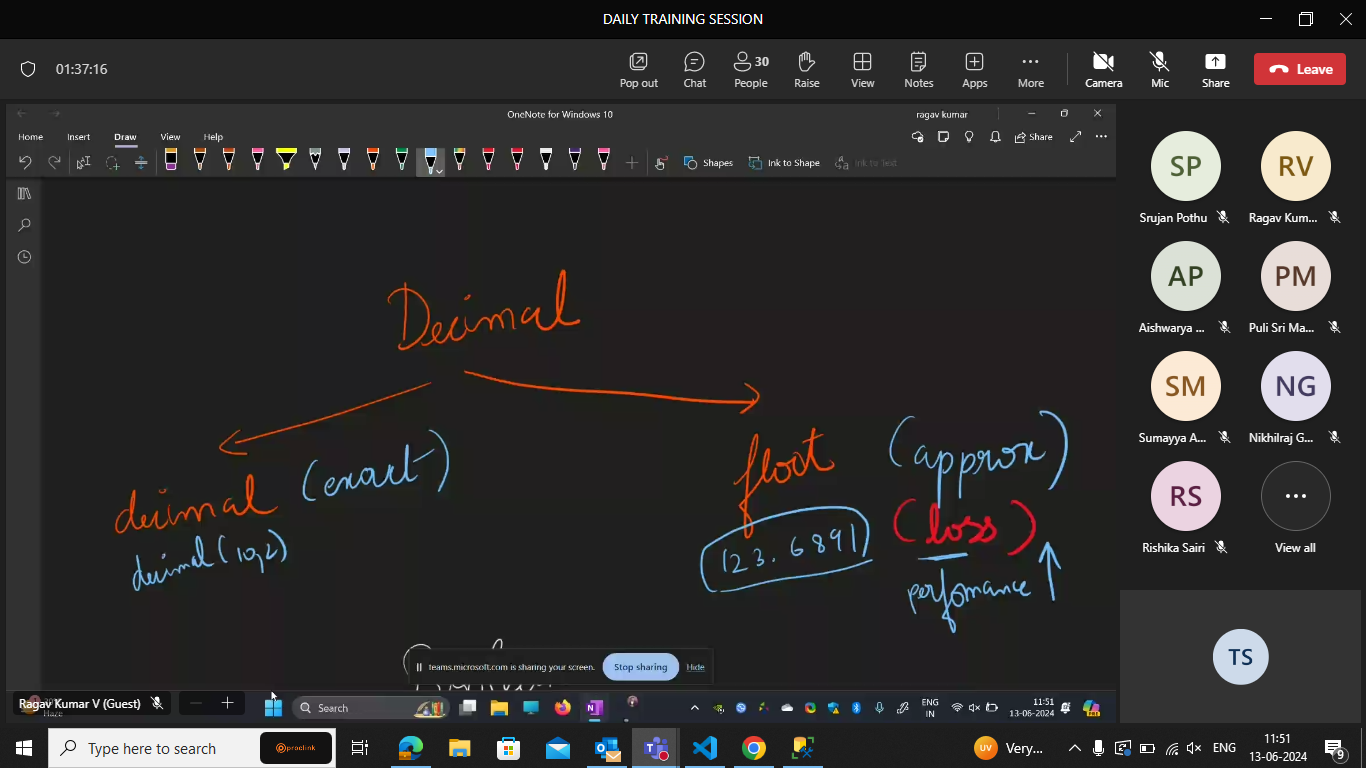 DAILY TRAINING SESSION
01:37:16
Pop out
Chat
30
People
Raise
View
Notes
Apps
More
Camera
Mic
Share
Leave
OneNote for Windows 10
ragav kumar
Home Insert Draw View Help
Share
Shapes
Ink to Shape
Ink to Text
Decimal
decimal
(exact)
decimal(10,2)
float
(approx)
(loss)
123.6891
perfomance
teams.microsoft.com is sharing your screen.
Stop sharing
Hide
Ragav Kumar V (Guest)
Haze
Search
ENG
IN
11:51
13-06-2024
SP
Srujan Pothu
RV
Ragav Kum...
AP
Aishwarya ...
PM
Puli Sri Ma...
SM
Sumayya A...
NG
Nikhilraj G...
RS
Rishika Sairi
View all
TS
Type here to search
proclink
UV
Very...
ENG
11:51
13-06-2024
9